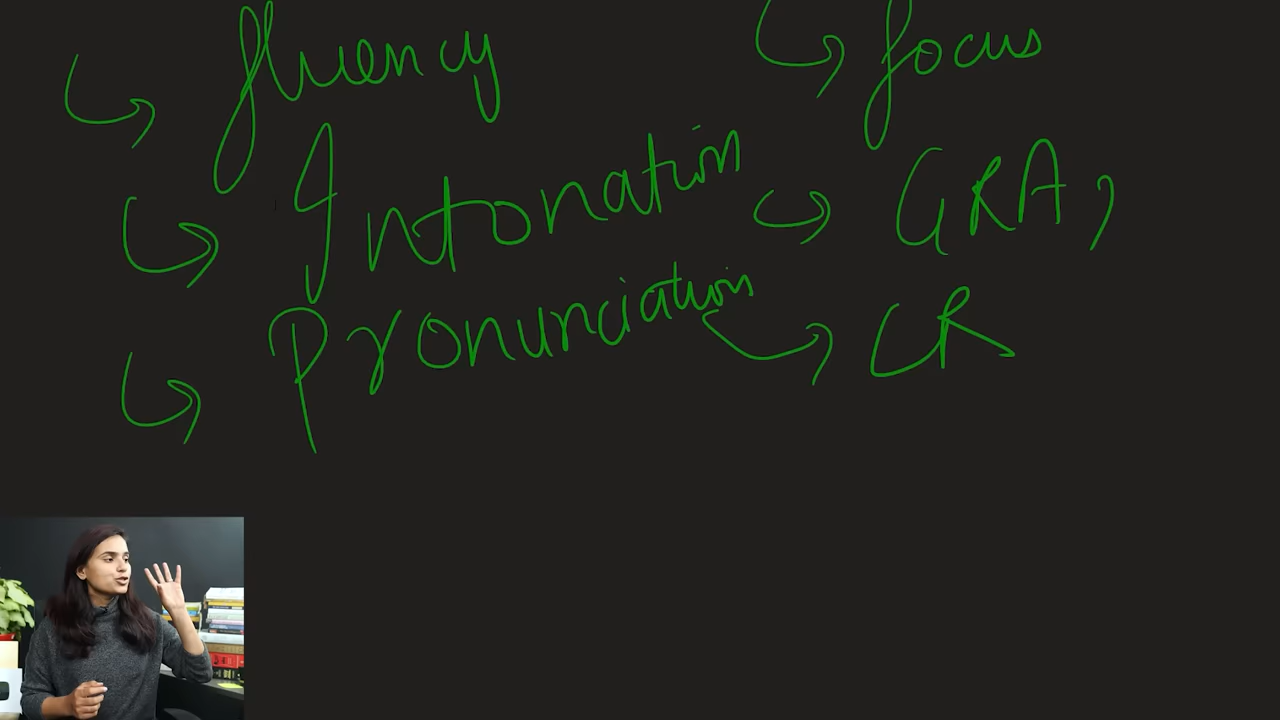 fluency
Intonation
Pronunciation
focus
GRA,
LR